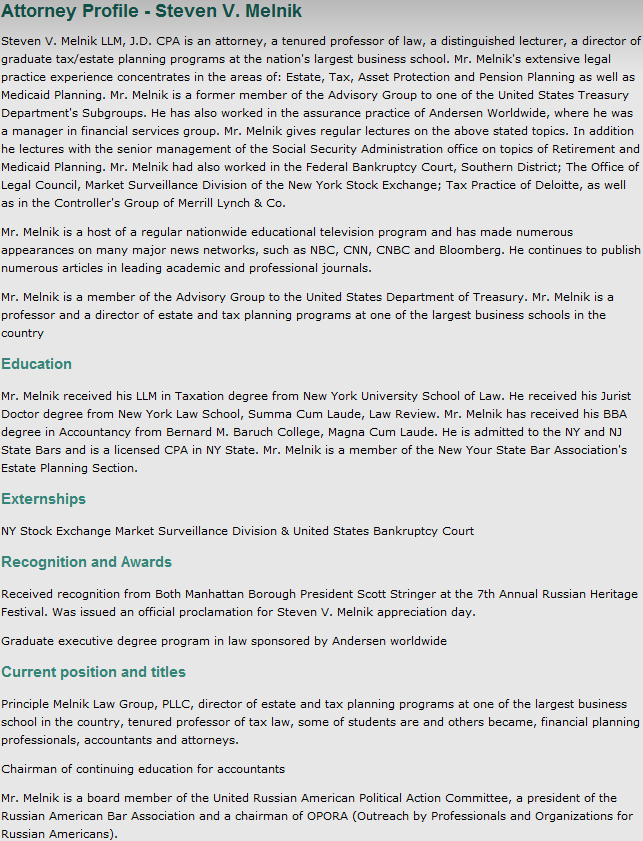 Attorney Profile - Steven V. Melnik
Steven V. Melnik LLM, J.D. CPA is an attorney, a tenured professor of law, a distinguished lecturer, a director of
graduate tax/estate planning programs at the nation's largest business school. Mr. Melnik's extensive legal
practice experience concentrates in the areas of: Estate, Tax, Asset Protection and Pension Planning as well as
Medicaid Planning. Mr. Melnik is a former member of the Advisory Group to one of the United States Treasury
Department's Subgroups. He has also worked in the assurance practice of Andersen Worldwide, where he was
a manager in financial services group. Mr. Melnik gives regular lectures on the above stated topics. In addition
he lectures with the senior management of the Social Security Administration office on topics of Retirement and
Medicaid Planning. Mr. Melnik had also worked in the Federal Bankruptcy Court, Southern District; The Office of
Legal Council, Market Surveillance Division of the New York Stock Exchange; Tax Practice of Deloitte, as well
as in the Controller's Group of Merrill Lynch & Co.
Mr. Melnik is a host of a regular nationwide educational television program and has made numerous
appearances on many major news networks, such as NBC, CNN, CNBC and Bloomberg. He continues to publish
numerous articles in leading academic and professional journals.
Mr. Melnik is a member of the Advisory Group to the United States Department of Treasury. Mr. Melnik is a
professor and a director of estate and tax planning programs at one of the largest business schools in the
country
Education
Mr. Melnik received his LLM in Taxation degree from New York University School of Law. He received his Jurist
Doctor degree from New York Law School, Summa Cum Laude, Law Review. Mr. Melnik has received his BBA
degree in Accountancy from Bernard M. Baruch College, Magna Cum Laude. He is admitted to the NY and NJ
State Bars and is a licensed CPA in NY State. Mr. Melnik is a member of the New Your State Bar Association's
Estate Planning Section.
Externships
NY Stock Exchange Market Surveillance Division & United States Bankruptcy Court
Recognition and Awards
Received recognition from Both Manhattan Borough President Scott Stringer at the 7th Annual Russian Heritage
Festival. Was issued an official proclamation for Steven V. Melnik appreciation day.
Graduate executive degree program in law sponsored by Andersen worldwide
Current position and titles
Principle Melnik Law Group, PLLC, director of estate and tax planning programs at one of the largest business
school in the country, tenured professor of tax law, some of students are and others became, financial planning
professionals, accountants and attorneys.
Chairman of continuing education for accountants
Mr. Melnik is a board member of the United Russian American Political Action Committee, a president of the
Russian American Bar Association and a chairman of OPORA (Outreach by Professionals and Organizations for
Russian Americans).